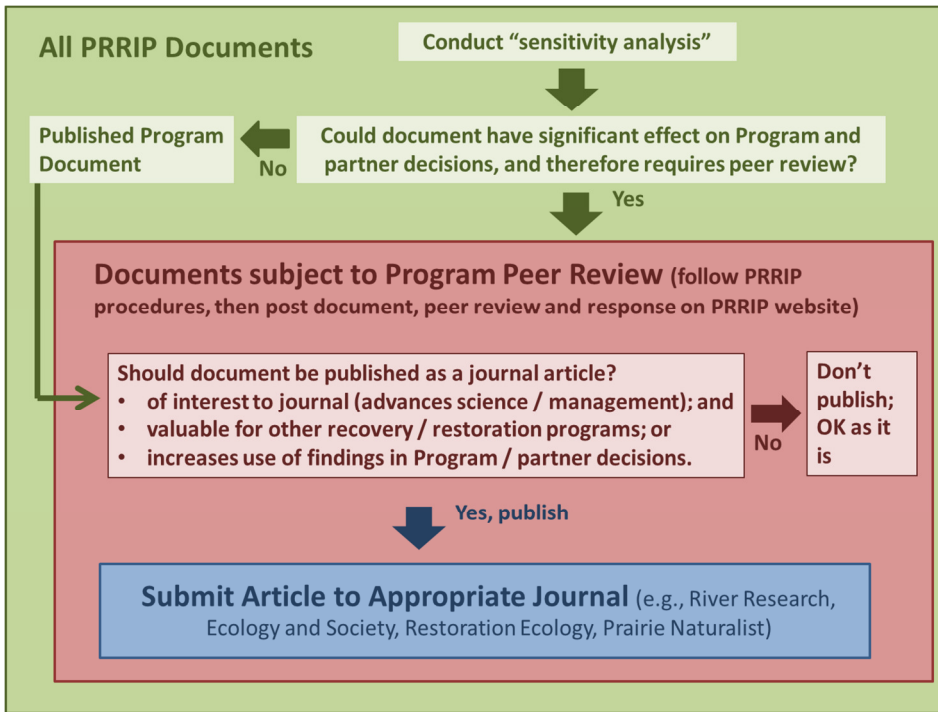 All PRRIP Documents
Conduct “sensitivity analysis”
Published Program
Document
No
Could document have significant effect on Program and
partner decisions, and therefore requires peer review?
Yes
Documents subject to Program Peer Review (follow PRRIP
procedures, then post document, peer review and response on PRRIP website)
Should document be published as a journal article?
• of interest to journal (advances science / management); and
• valuable for other recovery / restoration programs; or
• increases use of findings in Program / partner decisions.
No
Don’t
publish;
OK as it
is
Yes, publish
Submit Article to Appropriate Journal (e.g., River Research,
Ecology and Society, Restoration Ecology, Prairie Naturalist)